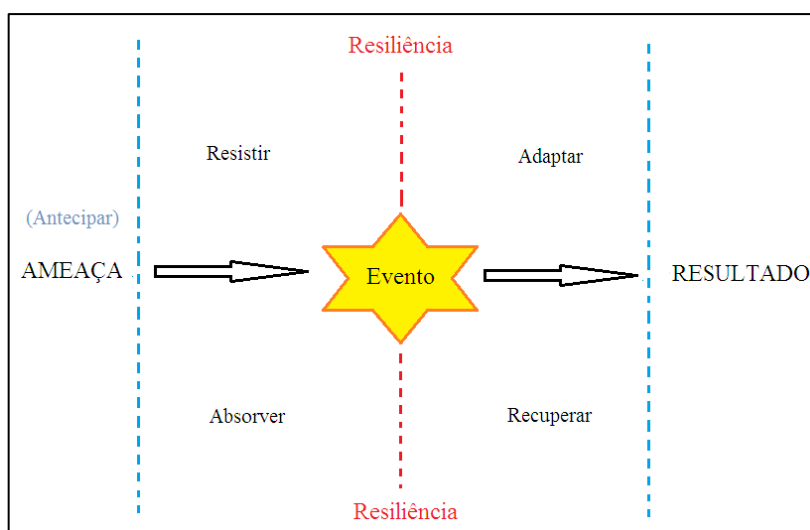 Resiliência
Resistir
Adaptar
(Antecipar)
AMEAÇA
Evento
RESULTADO
Absorver
Recuperar
Resiliência